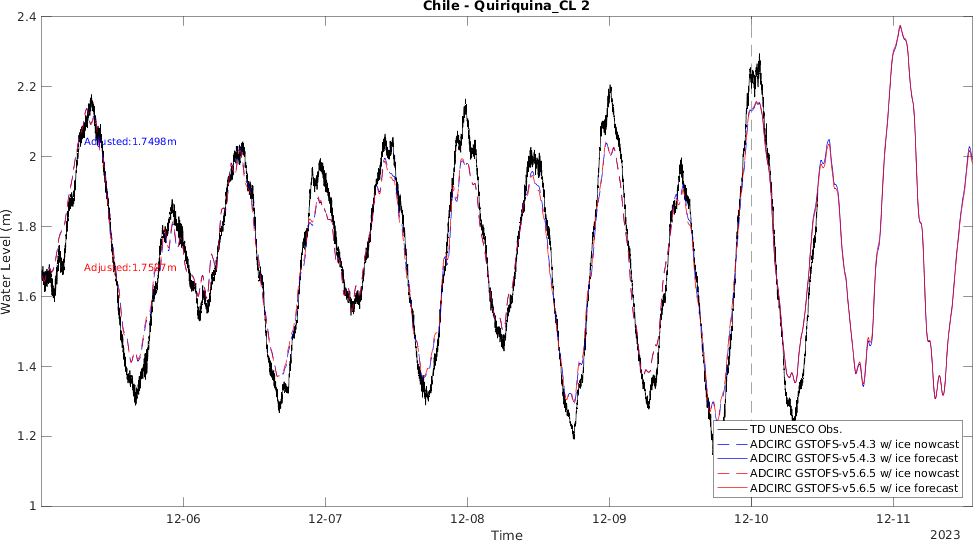 Chile - Quiriquina_CL 2
Water Level (m)
2.4
2.2
2
1.8
1.6
1.4
1.2
1
Adjusted:1.7498m
TD UNESCO Obs.
ADCIRC GSTOFS-v5.4.3 w/ ice nowcast
ADCIRC GSTOFS-v5.4.3 w/ ice forecast
ADCIRC GSTOFS-v5.6.5 w/ ice nowcast
ADCIRC GSTOFS-v5.6.5 w/ ice forecast
12-06
12-07
12-08
12-09
12-10
12-11
Time
2023